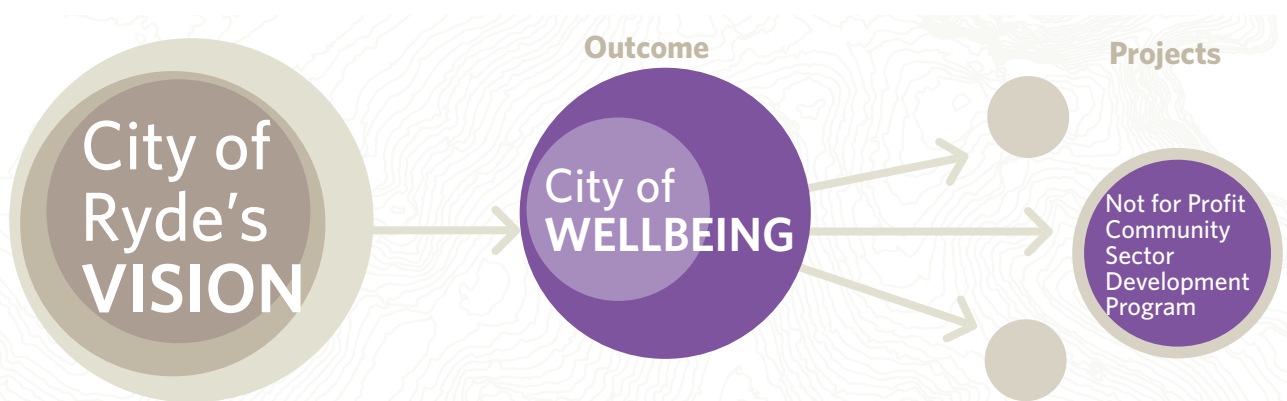 City of
Ryde’s
VISION
Outcome
City of
WELLBEING
Projects
Not for Profit
Community
Sector
Development
Program